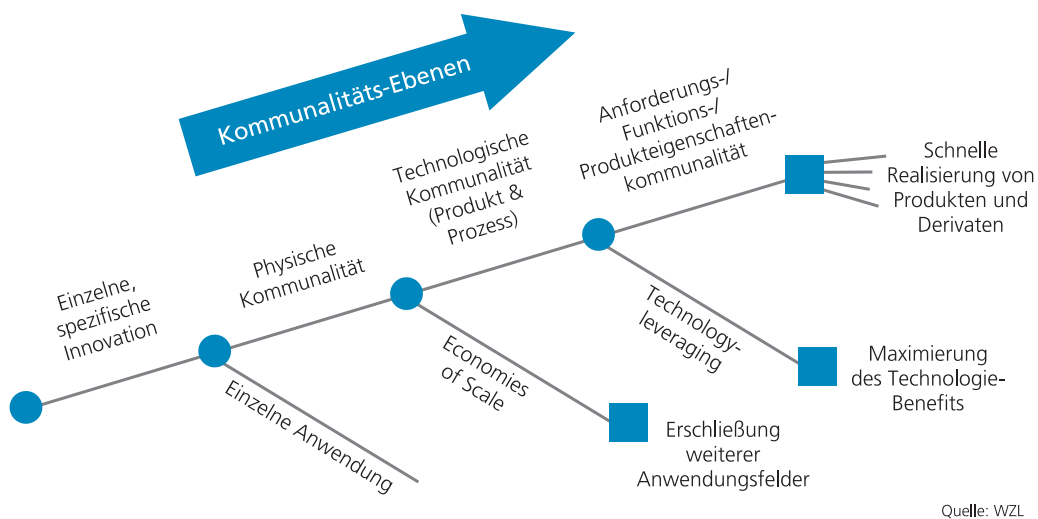 Kommunalitäts-Ebenen
Einzelne,
spezifische
Innovation
Physische
Kommunalität
Technologische
Kommunalität
(Produkt &
Prozess)
Anforderungs-/
Funktions-/
Produkteigenschaften-
kommunalität
Schnelle
Realisierung von
Produkten und
Derivaten
Einzelne Anwendung
Economies
of Scale
Technology-
leveraging
Erschließung
weiterer
Anwendungsfelder
Maximierung
des Technologie-
Benefits
Quelle: WZL